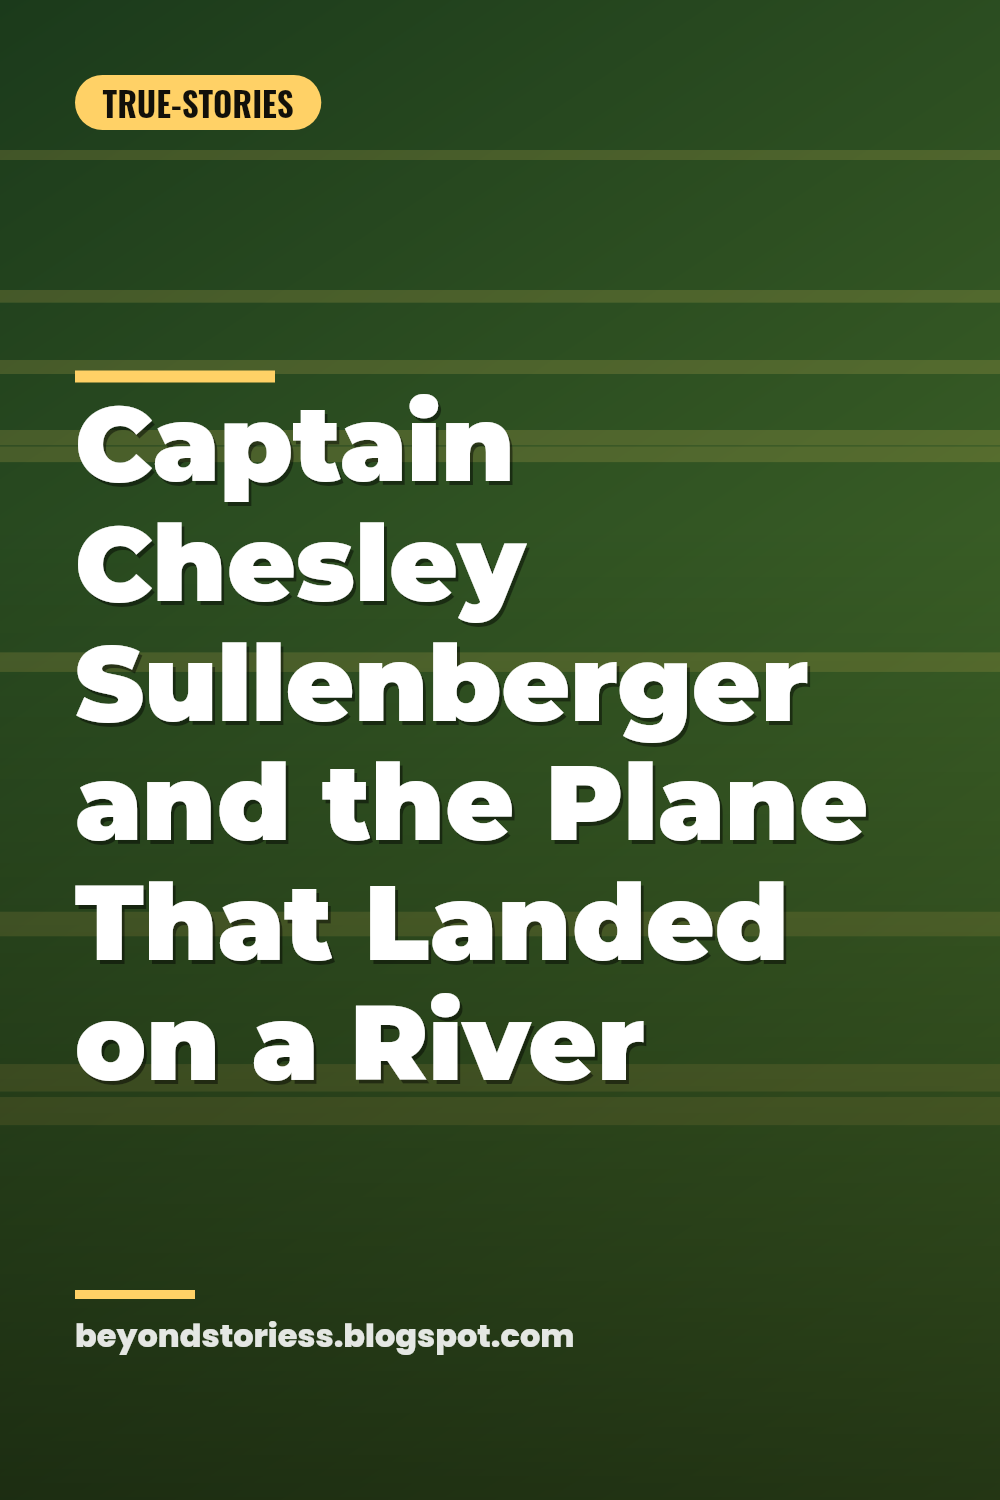 TRUE-STORIES
Captain
Chesley
Sullenberger
and the Plane
That Landed
on a River
beyondstoriess.blogspot.com